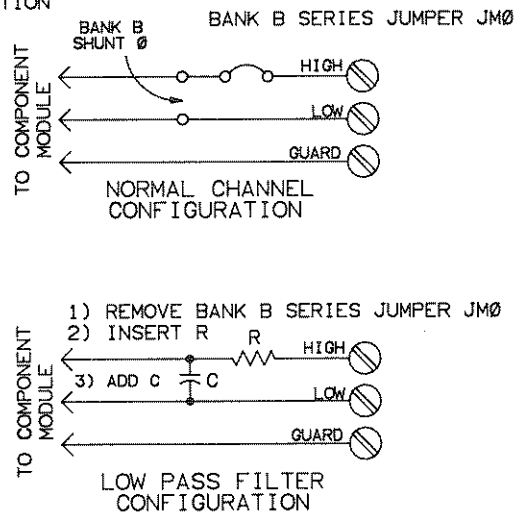 TION
BANK B SERIES JUMPER JMØ
BANK B
SHUNT Ø
HIGH
LOW
GUARD
TO COMPONENT
MODULE
NORMAL CHANNEL
CONFIGURATION
1) REMOVE BANK B SERIES JUMPER JMØ
2) INSERT R
R
HIGH
3) ADD C
C
LOW
GUARD
TO COMPONENT
MODULE
LOW PASS FILTER
CONFIGURATION